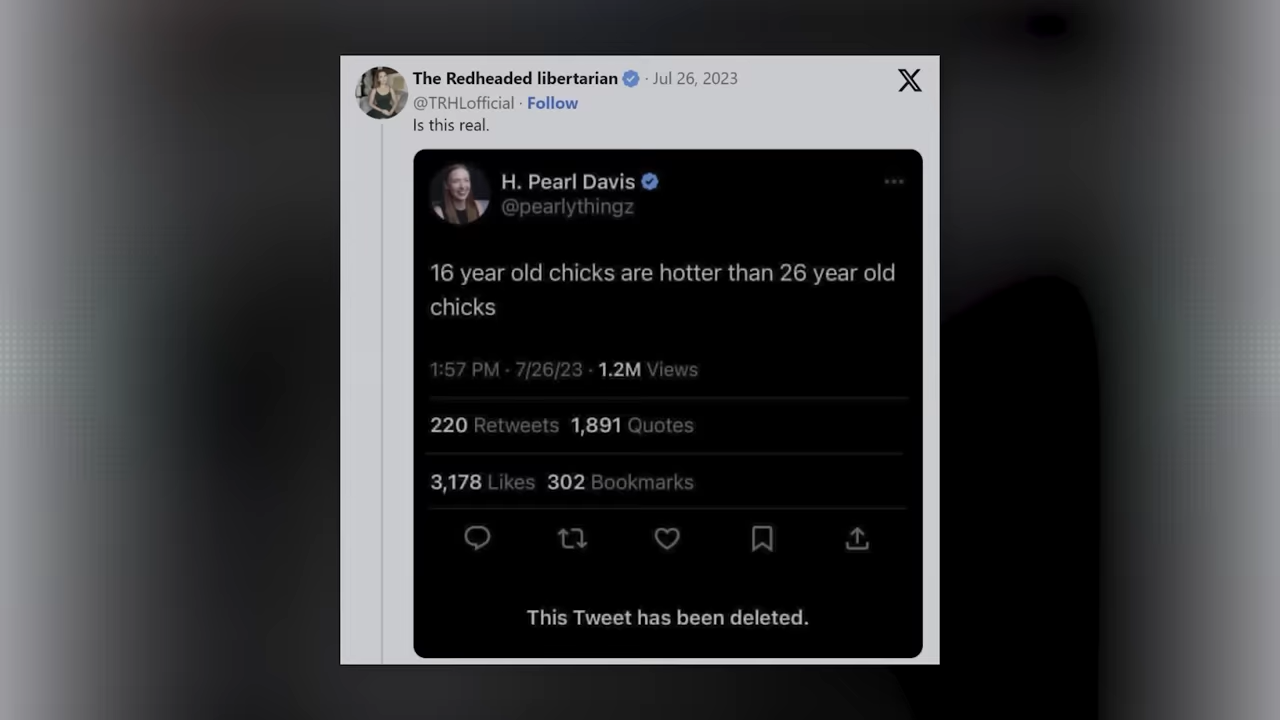 The Redheaded libertarian · Jul 26, 2023
@TRHLofficial · Follow
Is this real.
H. Pearl Davis
@pearlythingz
16 year old chicks are hotter than 26 year old
chicks
1:57 PM · 7/26/23 · 1.2M Views
220 Retweets 1,891 Quotes
3,178 Likes 302 Bookmarks
This Tweet has been deleted.